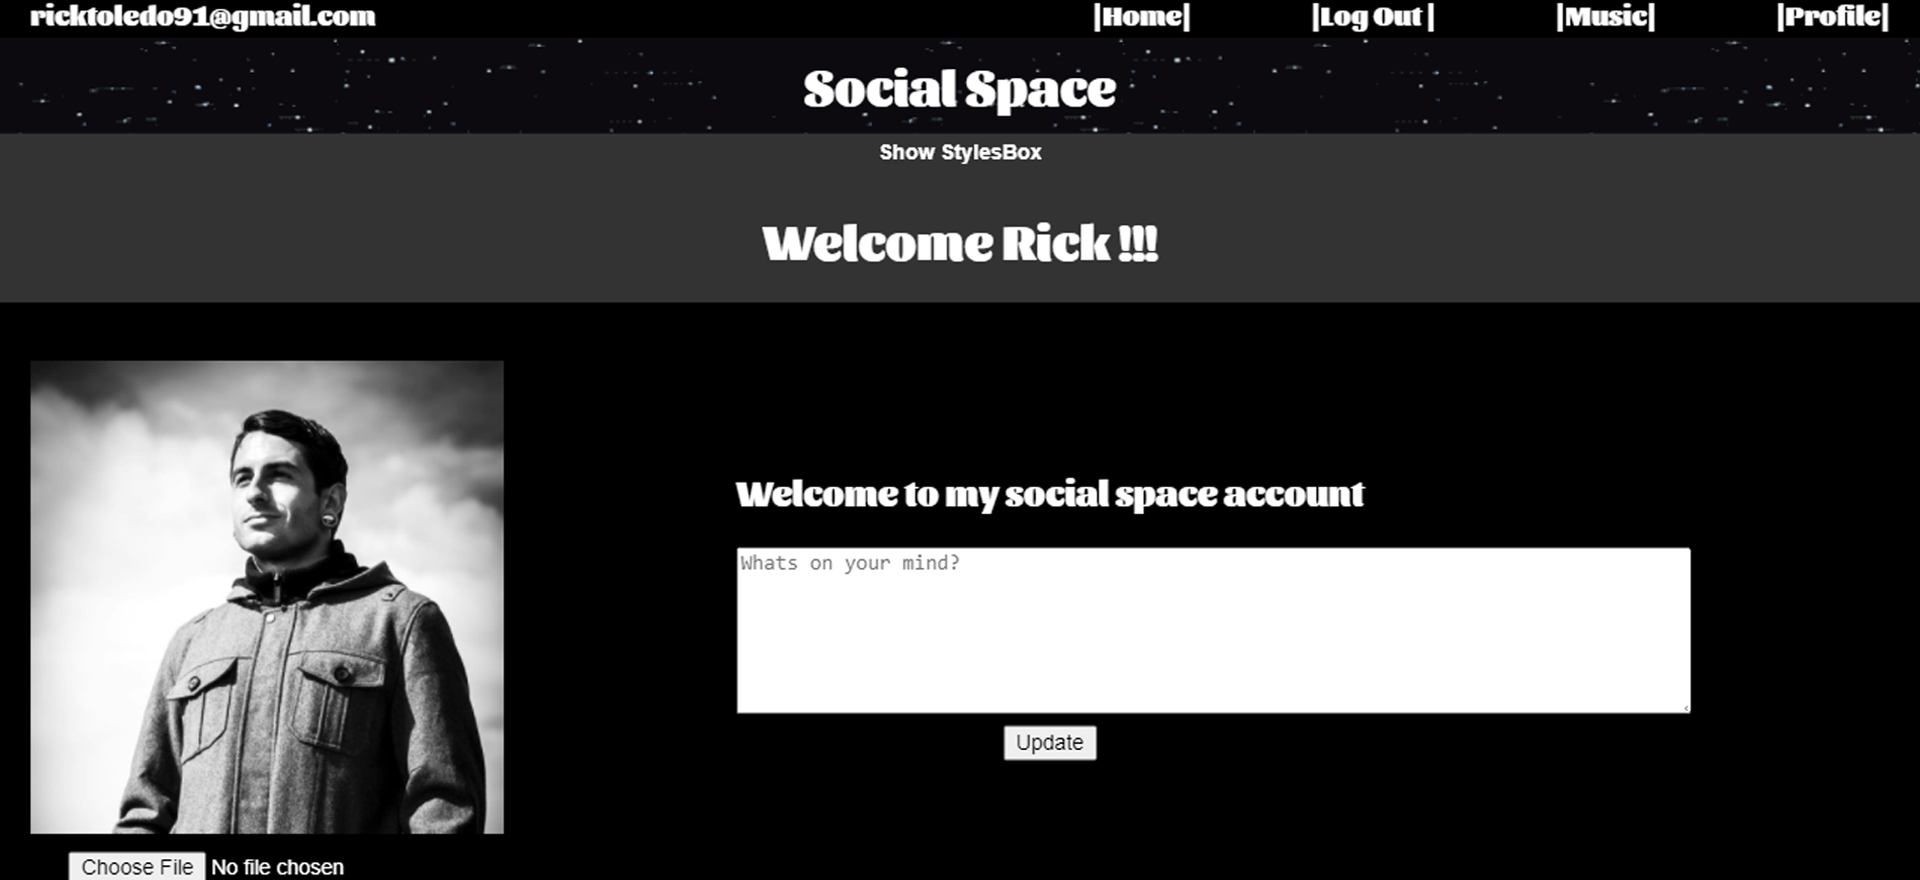 ricktoledo91@gmail.com |Home| |Log Out | |Music| |Profile|
Social Space
Show StylesBox
Welcome Rick !!!
Welcome to my social space account
Whats on your mind?
Update
Choose File No file chosen